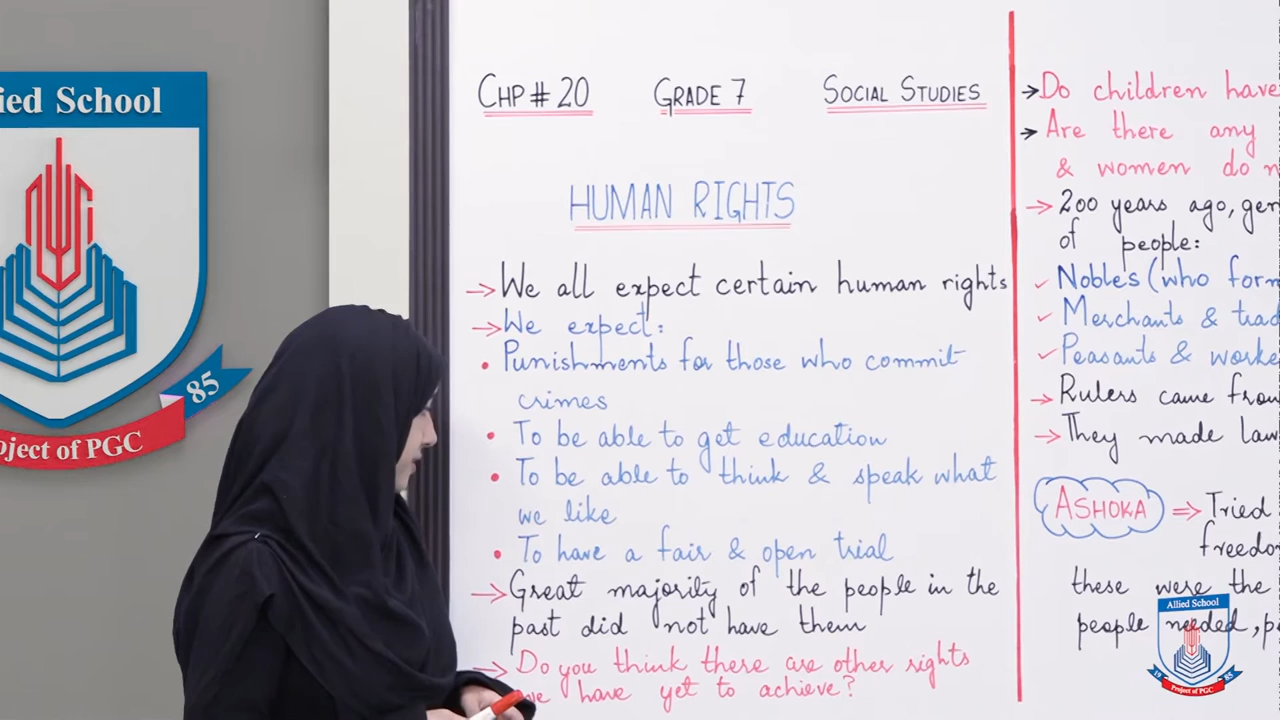 ied School
oject of PGC
85
CHP # 20 GRADE 7 SOCIAL STUDIES
HUMAN RIGHTS
→ We all expect certain human rights
→ We expect:
• Punishments for those who commit
crimes
• To be able to get education
• To be able to think & speak what
we like
• To have a fair & open trial
→ Great majority of the people in the
past did not have them
→ Do you think there are other rights
we have yet to achieve?
→ Do children have
→ Are there any
& women do n
→ 200 years ago, gen
of people:
✓ Nobles (who form
✓ Merchants & trad
✓ Peasants & worke
→ Rulers came from
→ They made law
ASHOKA ⇒ Tried
freedo
these were the
people needed, p
Allied School
19 85
Project of PGC